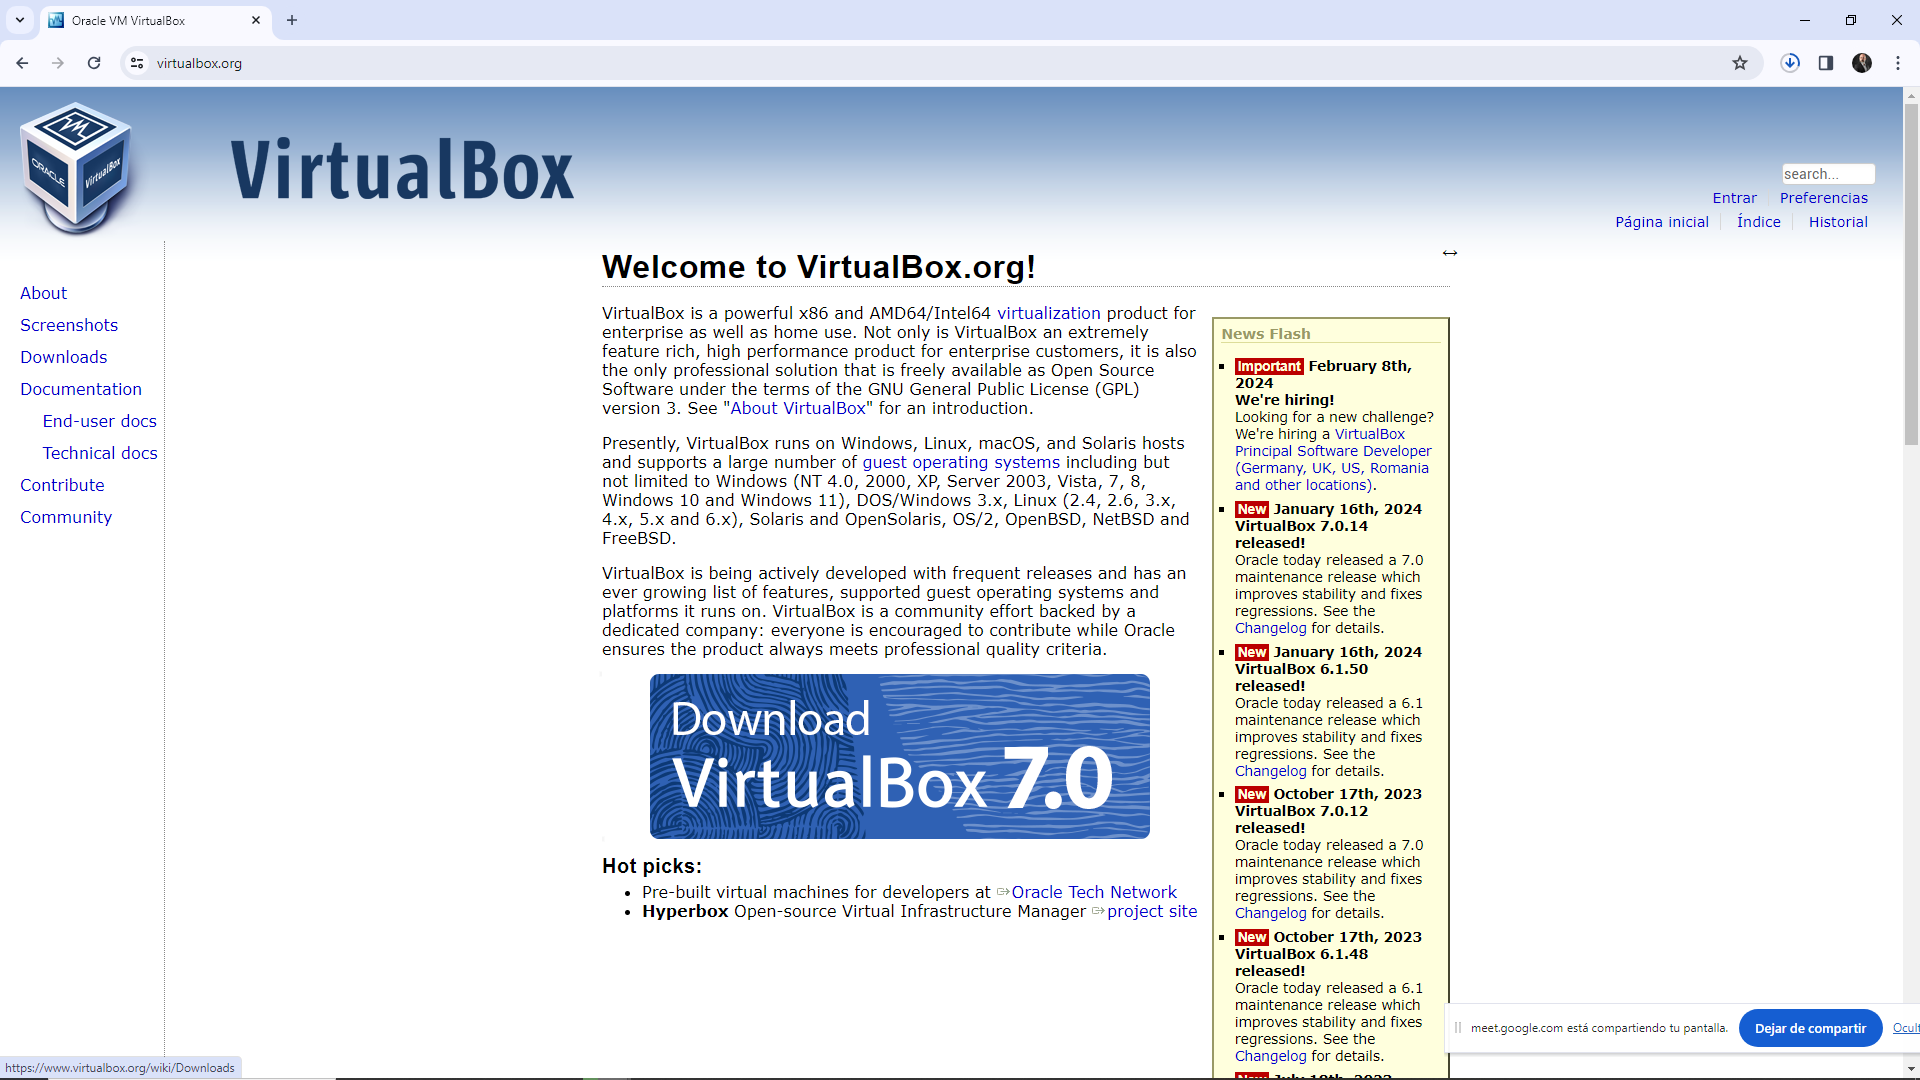 Oracle VM VirtualBox
virtualbox.org
ORACLE
VirtualBox
VirtualBox
search...
Entrar
Preferencias
Página inicial
Índice
Historial
About
Screenshots
Downloads
Documentation
End-user docs
Technical docs
Contribute
Community
Welcome to VirtualBox.org!
VirtualBox is a powerful x86 and AMD64/Intel64 virtualization product for
enterprise as well as home use. Not only is VirtualBox an extremely
feature rich, high performance product for enterprise customers, it is also
the only professional solution that is freely available as Open Source
Software under the terms of the GNU General Public License (GPL)
version 3. See "About VirtualBox" for an introduction.
Presently, VirtualBox runs on Windows, Linux, macOS, and Solaris hosts
and supports a large number of guest operating systems including but
not limited to Windows (NT 4.0, 2000, XP, Server 2003, Vista, 7, 8,
Windows 10 and Windows 11), DOS/Windows 3.x, Linux (2.4, 2.6, 3.x,
4.x, 5.x and 6.x), Solaris and OpenSolaris, OS/2, OpenBSD, NetBSD and
FreeBSD.
VirtualBox is being actively developed with frequent releases and has an
ever growing list of features, supported guest operating systems and
platforms it runs on. VirtualBox is a community effort backed by a
dedicated company: everyone is encouraged to contribute while Oracle
ensures the product always meets professional quality criteria.
Download
VirtualBox 7.0
Hot picks:
Pre-built virtual machines for developers at Oracle Tech Network
Hyperbox Open-source Virtual Infrastructure Manager project site
News Flash
Important February 8th,
2024
We're hiring!
Looking for a new challenge?
We're hiring a VirtualBox
Principal Software Developer
(Germany, UK, US, Romania
and other locations).
New January 16th, 2024
VirtualBox 7.0.14
released!
Oracle today released a 7.0
maintenance release which
improves stability and fixes
regressions. See the
Changelog for details.
New January 16th, 2024
VirtualBox 6.1.50
released!
Oracle today released a 6.1
maintenance release which
improves stability and fixes
regressions. See the
Changelog for details.
New October 17th, 2023
VirtualBox 7.0.12
released!
Oracle today released a 7.0
maintenance release which
improves stability and fixes
regressions. See the
Changelog for details.
New October 17th, 2023
VirtualBox 6.1.48
released!
Oracle today released a 6.1
maintenance release which
improves stability and fixes
regressions. See the
Changelog for details.
New July 18th, 2023
meet.google.com está compartiendo tu pantalla.
Dejar de compartir
Ocult
https://www.virtualbox.org/wiki/Downloads